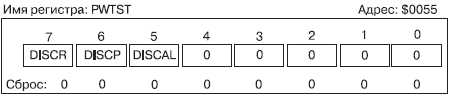 Имя регистра: PWTST Адрес: $0055
7 6 5 4 3 2 1 0
DISCR DISCP DISCAL 0 0 0 0 0
Сброс: 0 0 0 0 0 0 0 0